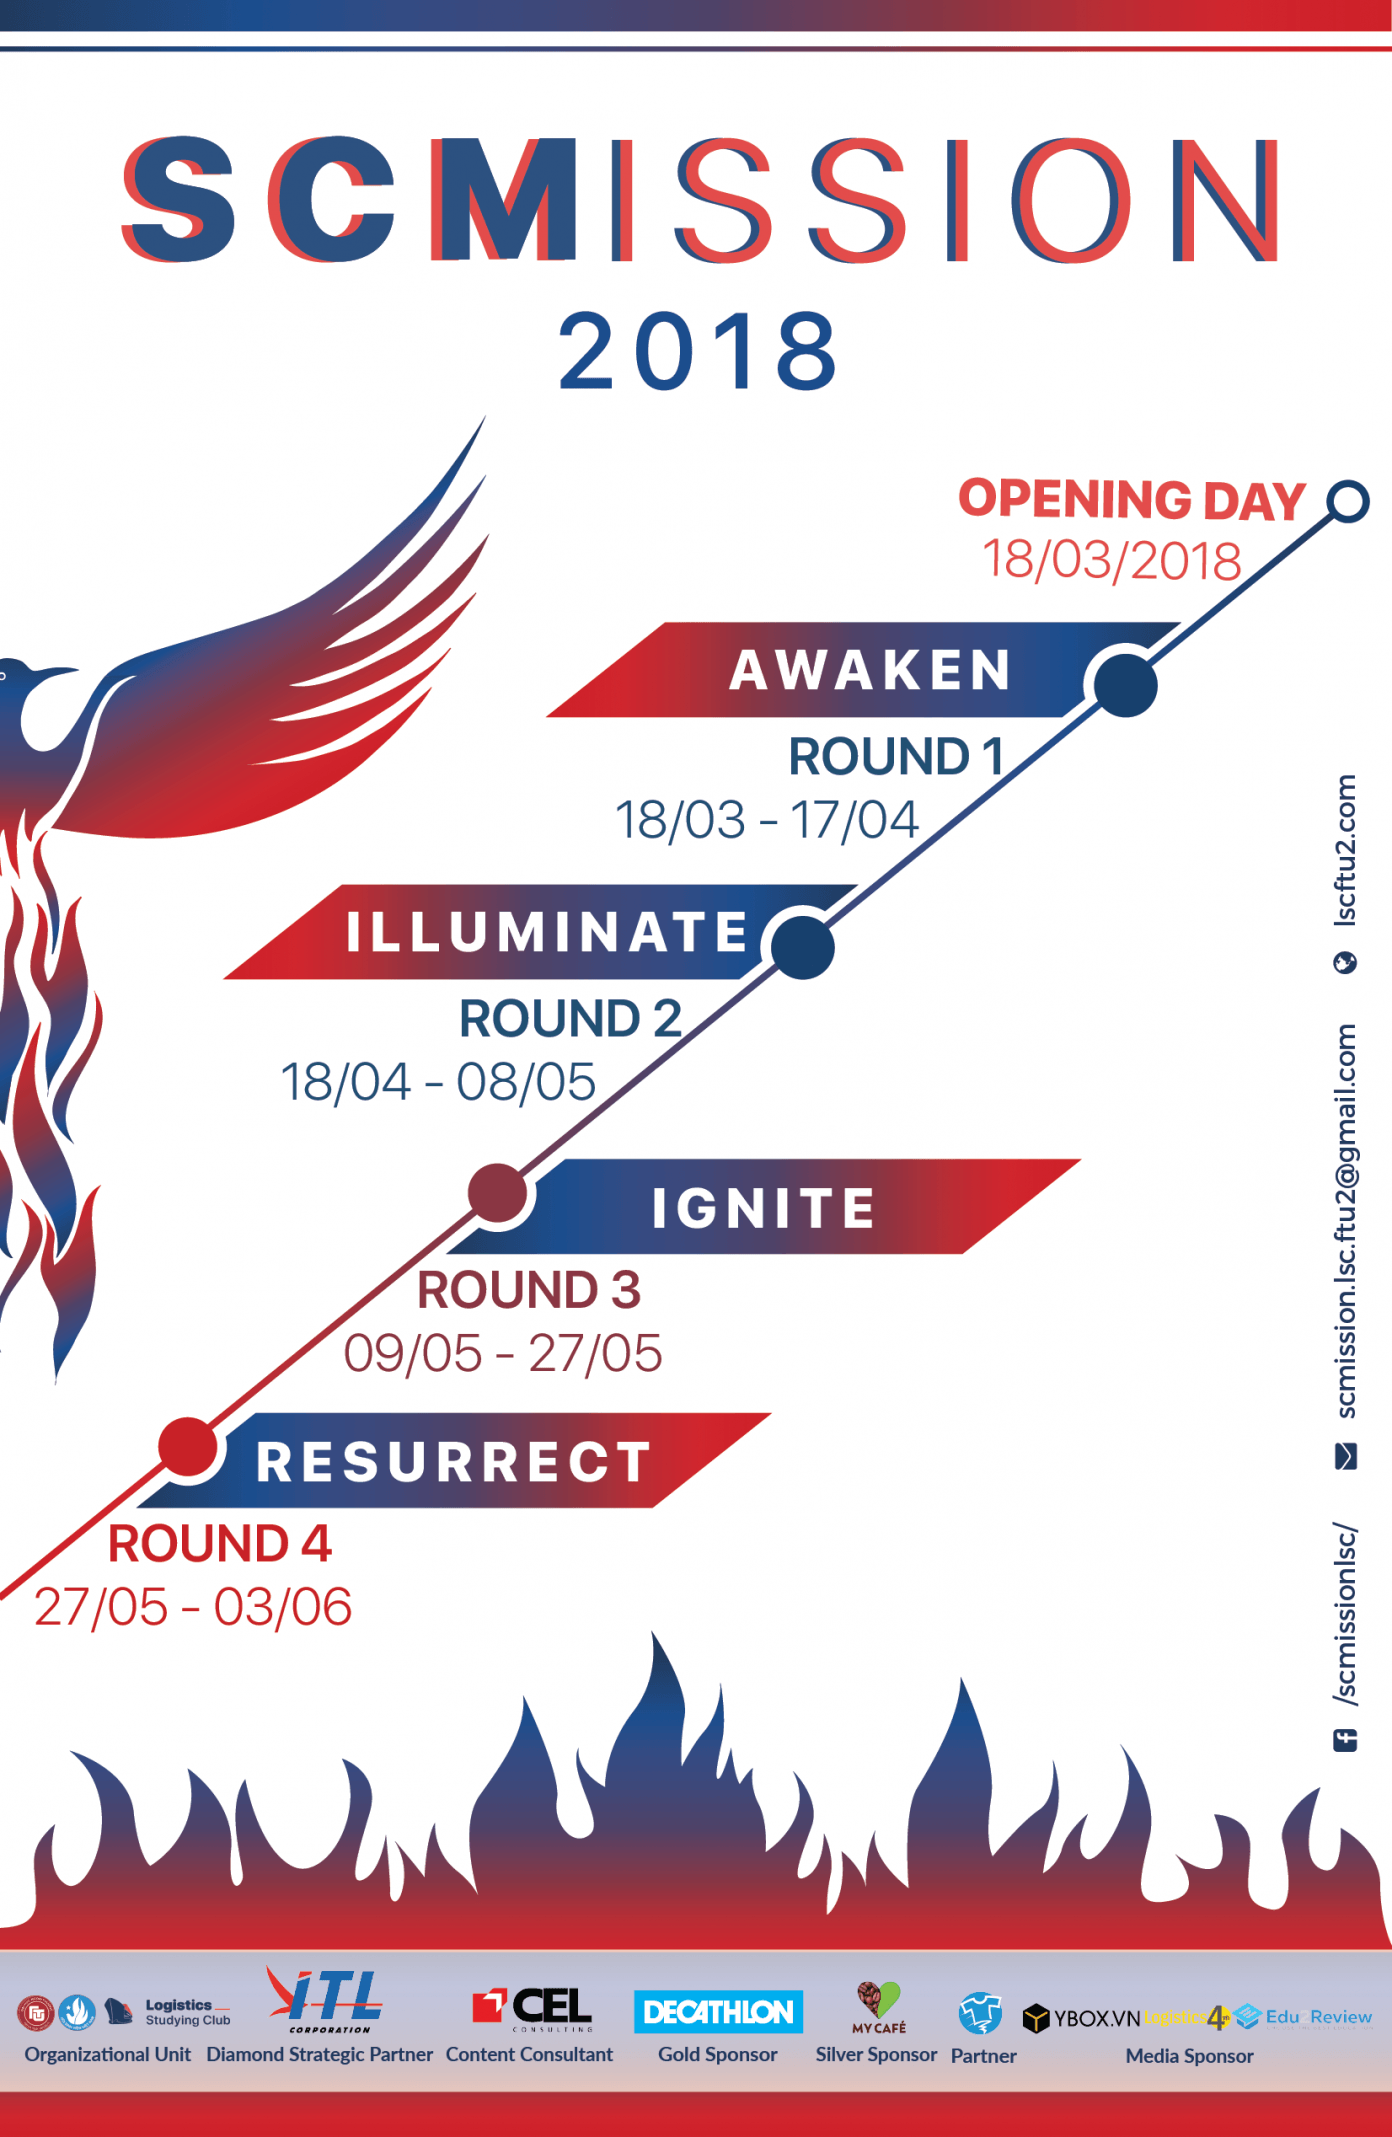 SCMISSION
2018
OPENING DAY
18/03/2018
AWAKEN
ROUND 1
18/03 - 17/04
ILLUMINATE
ROUND 2
18/04 - 08/05
IGNITE
ROUND 3
09/05 - 27/05
RESURRECT
ROUND 4
27/05 - 03/06
lscftu2.com
scmission.lsc.ftu2@gmail.com
/scmissionlsc/
Logistics
Studying Club
Organizational Unit
ITL
CORPORATION
Diamond Strategic Partner
CEL
CONSULTING
Content Consultant
DECATHLON
Gold Sponsor
MY CAFÉ
Silver Sponsor
Partner
YBOX.VN
Logistics4
Edu2Review
Media Sponsor